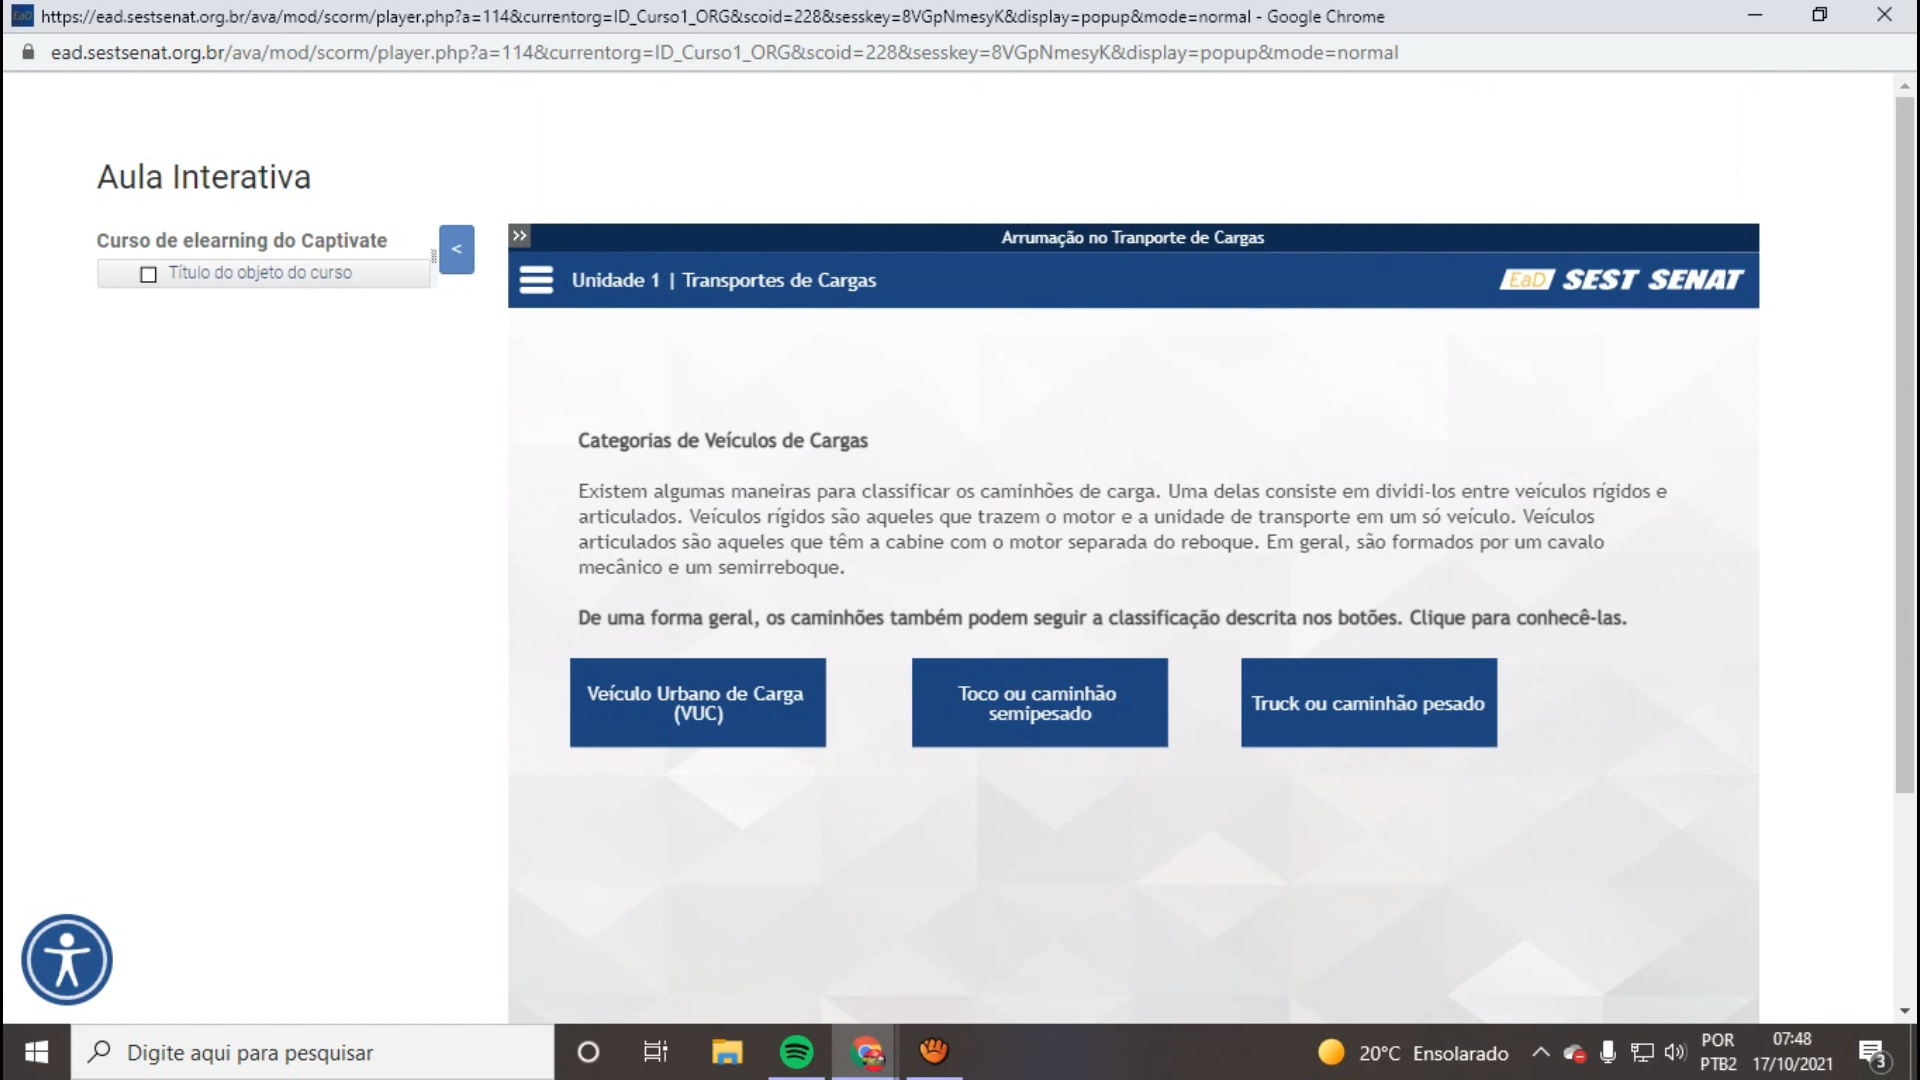 https://ead.sestsenat.org.br/ava/mod/scorm/player.php?a=114&currentorg=ID_Curso1_ORG&scoid=228&sesskey=8VGpNmesyK&display=popup&mode=normal - Google Chrome
ead.sestsenat.org.br/ava/mod/scorm/player.php?a=114&currentorg=ID_Curso1_ORG&scoid=228&sesskey=8VGpNmesyK&display=popup&mode=normal
Aula Interativa
Curso de elearning do Captivate
<
Título do objeto do curso
>>
Arrumação no Tranporte de Cargas
Unidade 1 | Transportes de Cargas
EaD SEST SENAT
Categorias de Veículos de Cargas
Existem algumas maneiras para classificar os caminhões de carga. Uma delas consiste em dividi-los entre veículos rígidos e
articulados. Veículos rígidos são aqueles que trazem o motor e a unidade de transporte em um só veículo. Veículos
articulados são aqueles que têm a cabine com o motor separada do reboque. Em geral, são formados por um cavalo
mecânico e um semirreboque.
De uma forma geral, os caminhões também podem seguir a classificação descrita nos botões. Clique para conhecê-las.
Veículo Urbano de Carga
(VUC)
Toco ou caminhão
semipesado
Truck ou caminhão pesado
Digite aqui para pesquisar
20°C Ensolarado
POR
PTB2
07:48
17/10/2021
3